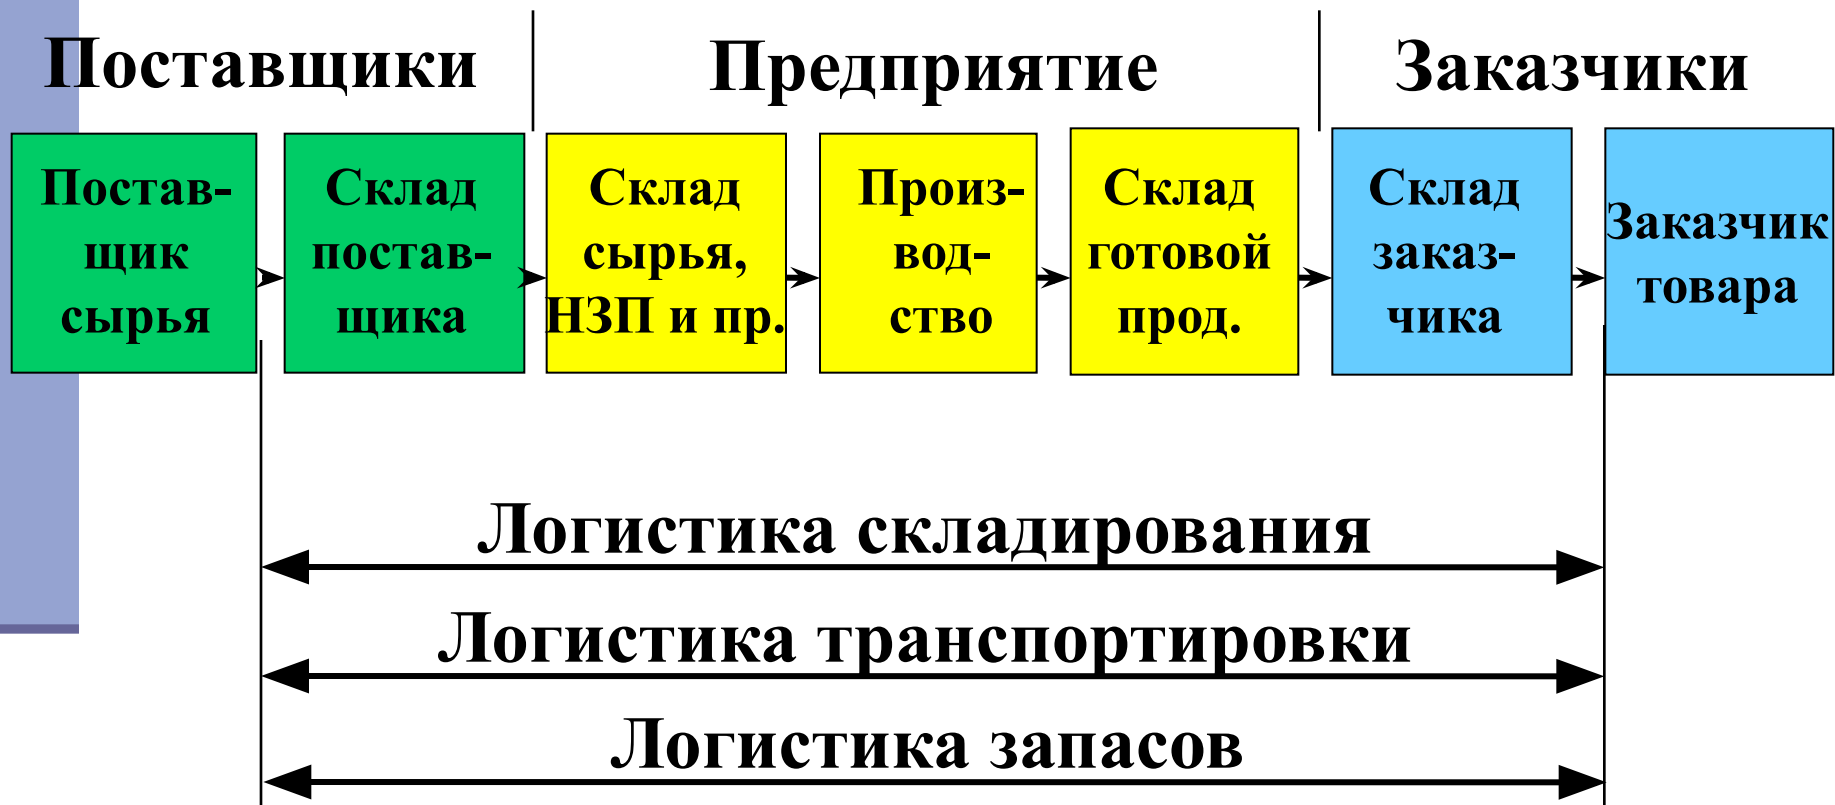 Поставщики
Предприятие
Заказчики
Постав-
щик
сырья
Склад
постав-
щика
Склад
сырья,
НЗП и пр.
Произ-
вод-
ство
Склад
готовой
прод.
Склад
заказ-
чика
Заказчик
товара
Логистика складирования
Логистика транспортировки
Логистика запасов